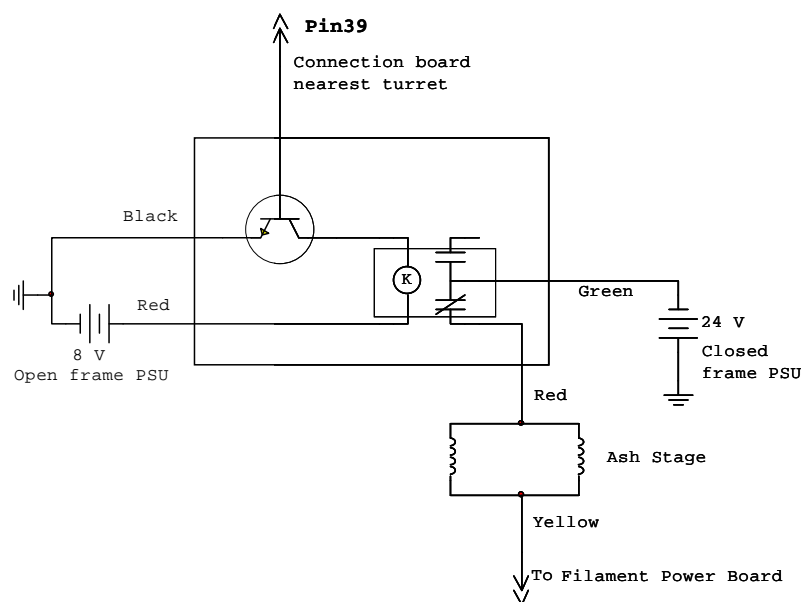 Pin39
Connection board
nearest turret
Black
K
Green
Red
24 V
8 V
Closed
Open frame PSU
frame PSU
Red
Ash Stage
Yellow
To Filament Power Board